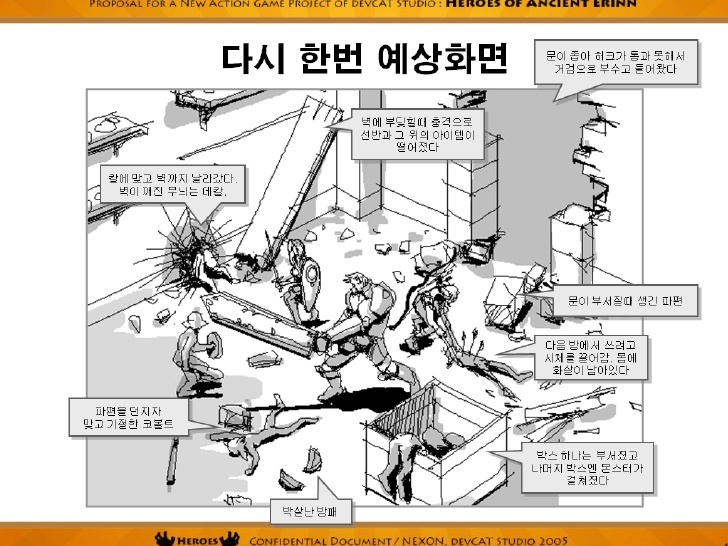 PROPOSAL FOR A NEW ACTION GAME PROJECT OF DEVCAT STUDIO : HEROES OF ANCIENT ERINN
다시 한번 예상화면
문이 좁아 히크가 통과 못해서
거검으로 부수고 들어왔다
벽에 부딪힐때 충격으로
선반과 그 위의 아이템이
떨어졌다
칼에 맞고 벽까지 날라갔다.
벽이 깨진 무늬는 데칼.
문이 부서질때 생긴 파편
다음 방에서 쓰려고
시체를 끌어감. 몸에
화살이 남아있다
파편을 던지자
맞고 기절한 코볼트
박스 하나는 부서졌고
나머지 박스엔 몬스터가
걸쳐졌다
박살난 방패
HEROES
CONFIDENTIAL DOCUMENT / NEXON, DEVCAT STUDIO 2005